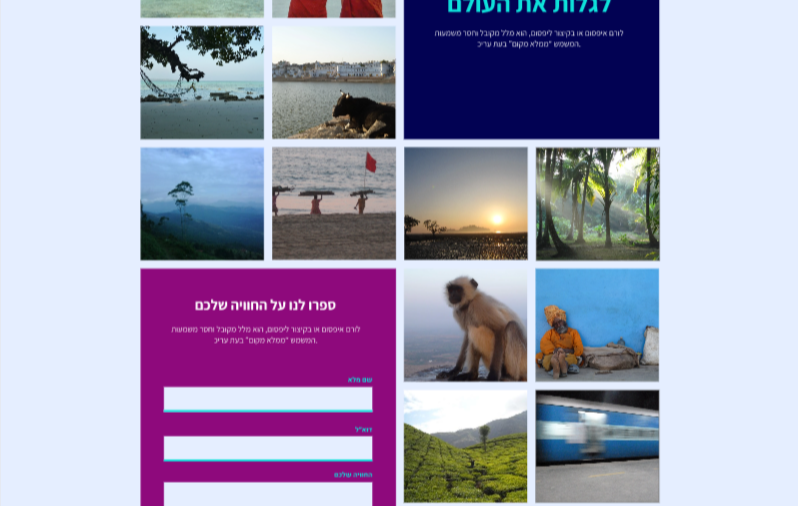 לגלות את העולם
לורם איפסום או בקיצור ליפסום, הוא מלל מקובל וחסר משמעות
המשמש "ממלא מקום" בעת עריכ.
ספרו לנו על החוויה שלכם
לורם איפסום או בקיצור ליפסום, הוא מלל מקובל וחסר משמעות
המשמש "ממלא מקום" בעת עריכ.
שם מלא
דוא"ל
החוויה שלכם